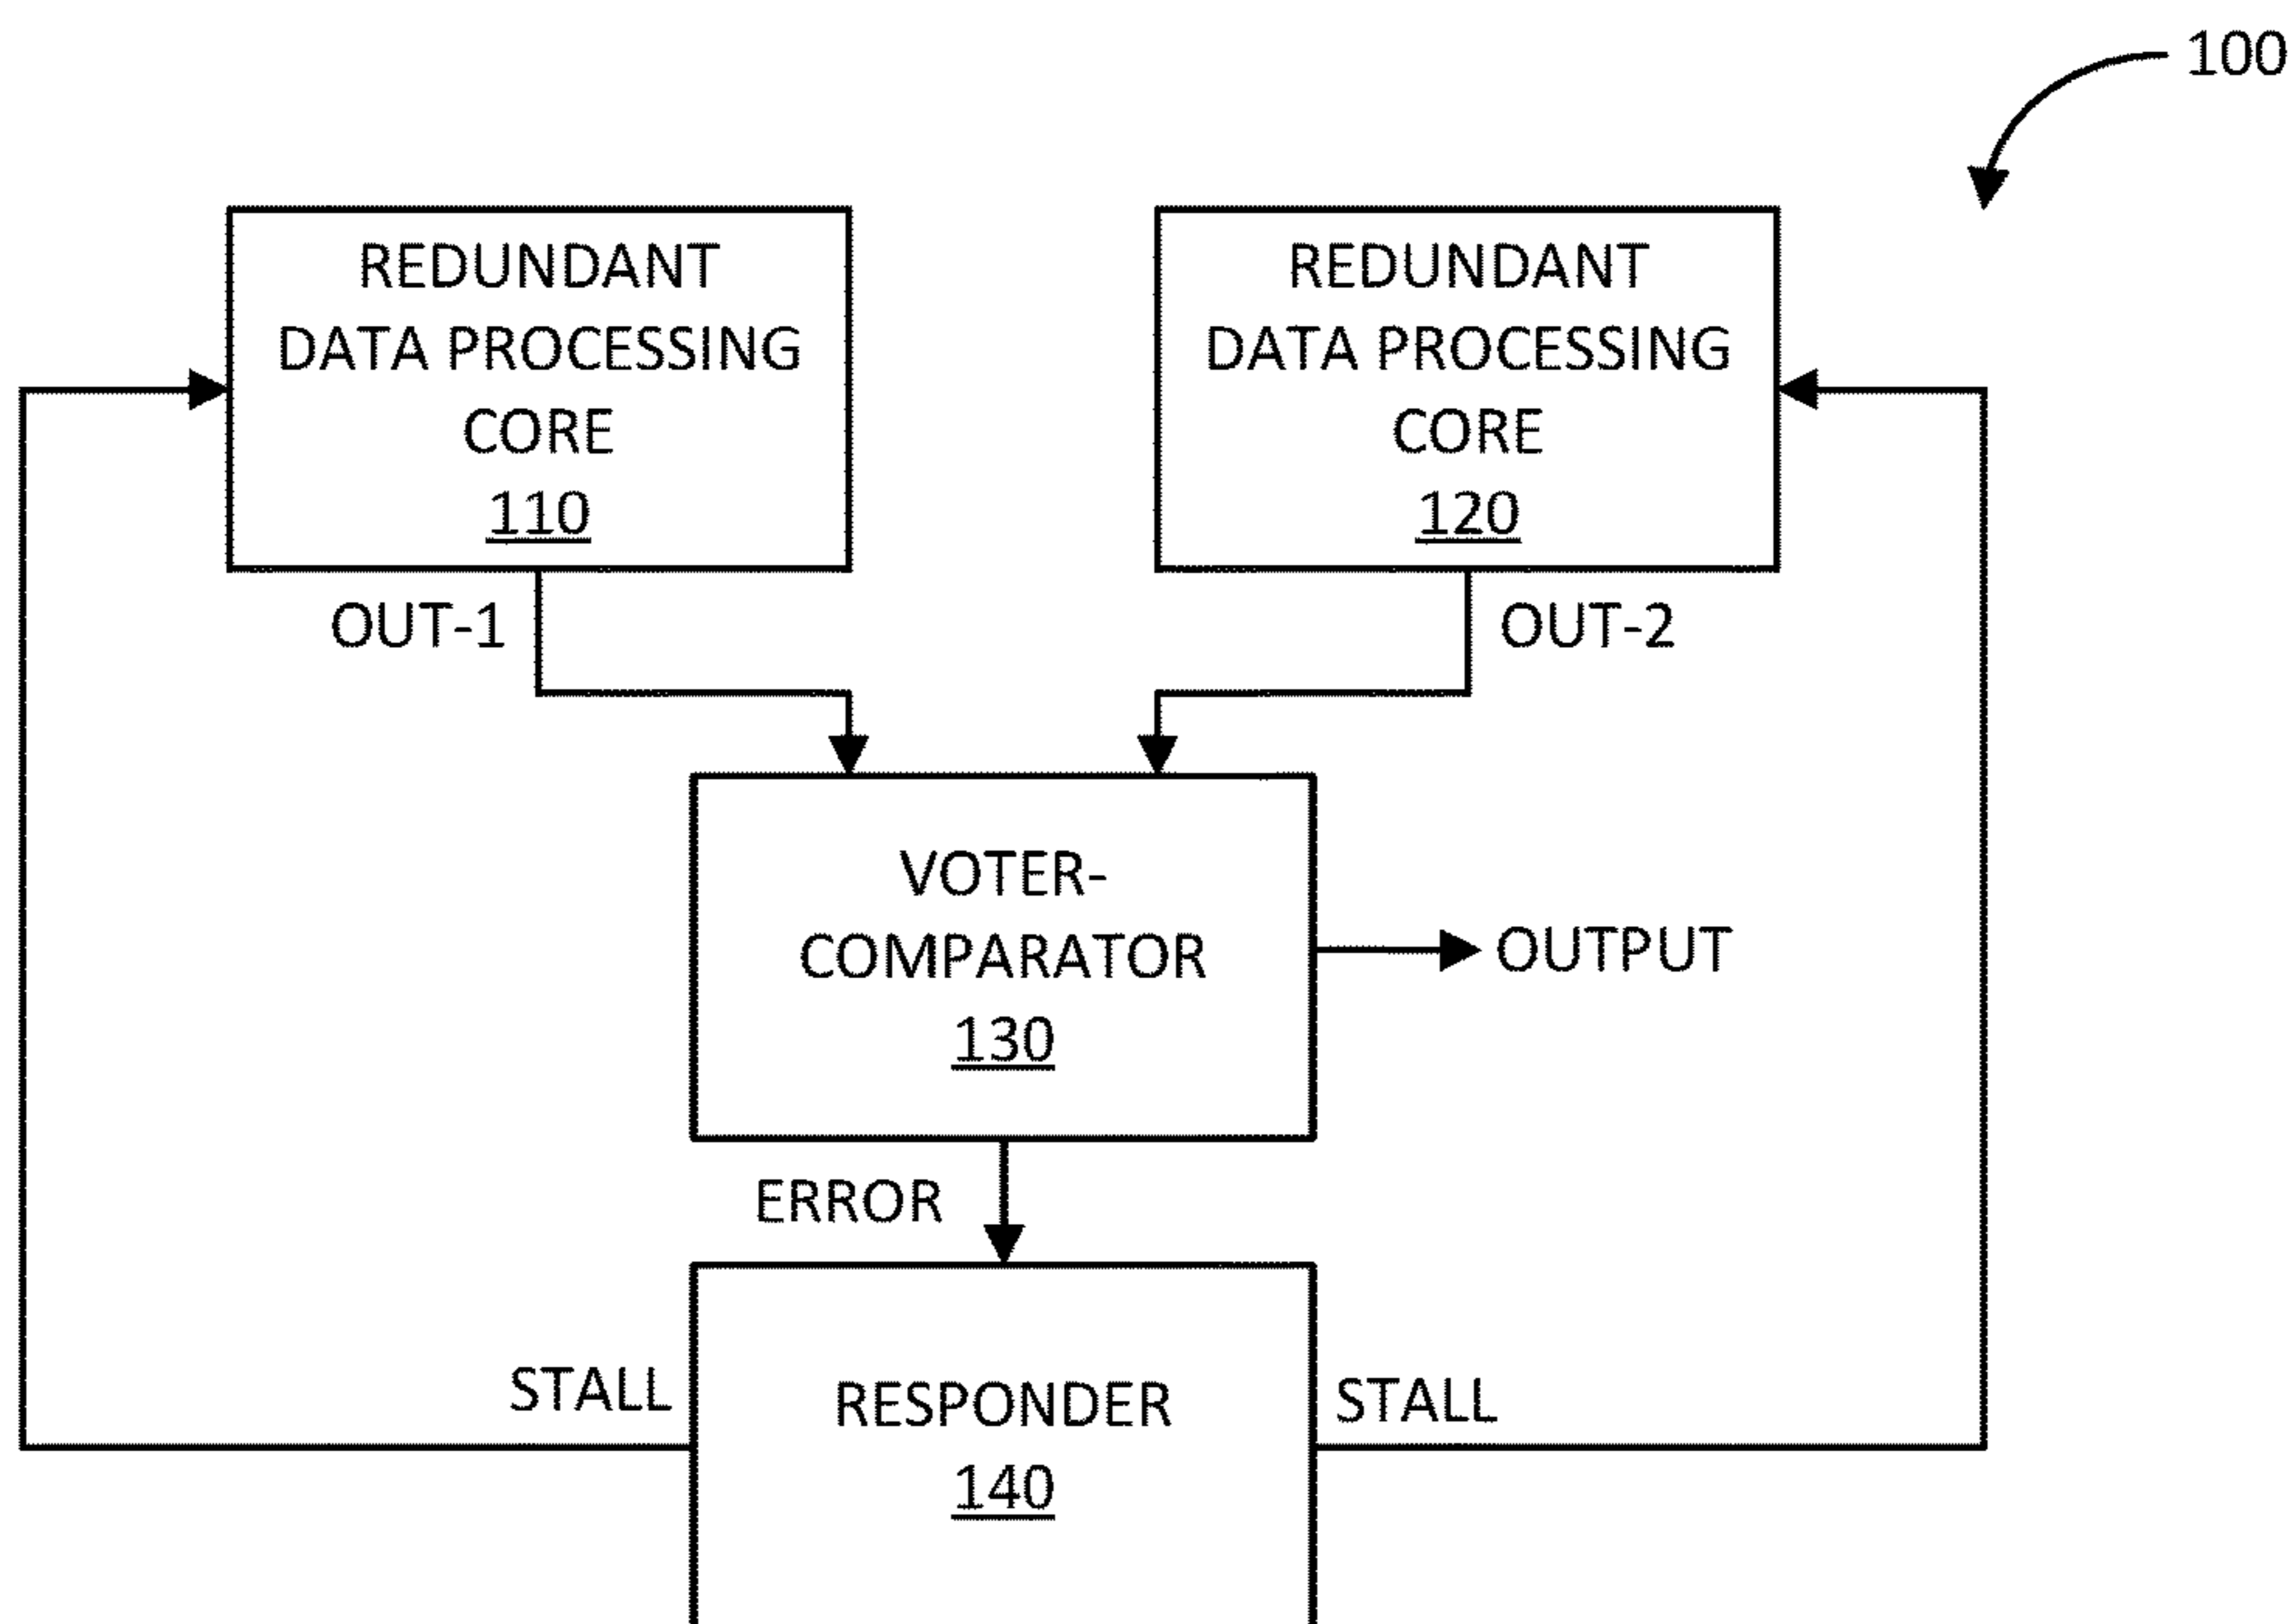 100
REDUNDANT
DATA PROCESSING
CORE
110
REDUNDANT
DATA PROCESSING
CORE
120
OUT-1
OUT-2
VOTER-
COMPARATOR
130
OUTPUT
ERROR
STALL
RESPONDER
140
STALL